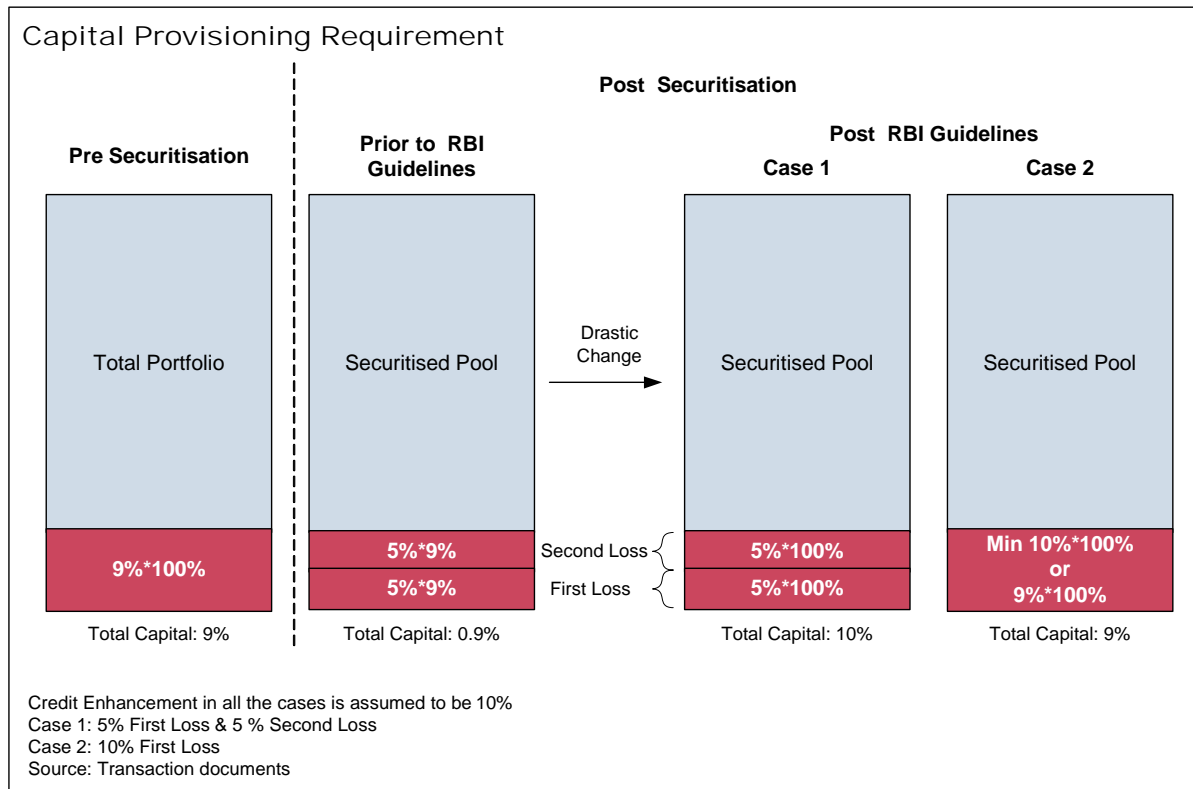 Capital Provisioning Requirement
Post Securitisation
Pre Securitisation
Prior to RBI
Guidelines
Post RBI Guidelines
Case 1
Case 2
Total Portfolio
Securitised Pool
Drastic
Change
Securitised Pool
Securitised Pool
9%*100%
5%*9%
5%*9%
Second Loss
First Loss
5%*100%
5%*100%
Min 10%*100%
or
9%*100%
Total Capital: 9%
Total Capital: 0.9%
Total Capital: 10%
Total Capital: 9%
Credit Enhancement in all the cases is assumed to be 10%
Case 1: 5% First Loss & 5 % Second Loss
Case 2: 10% First Loss
Source: Transaction documents